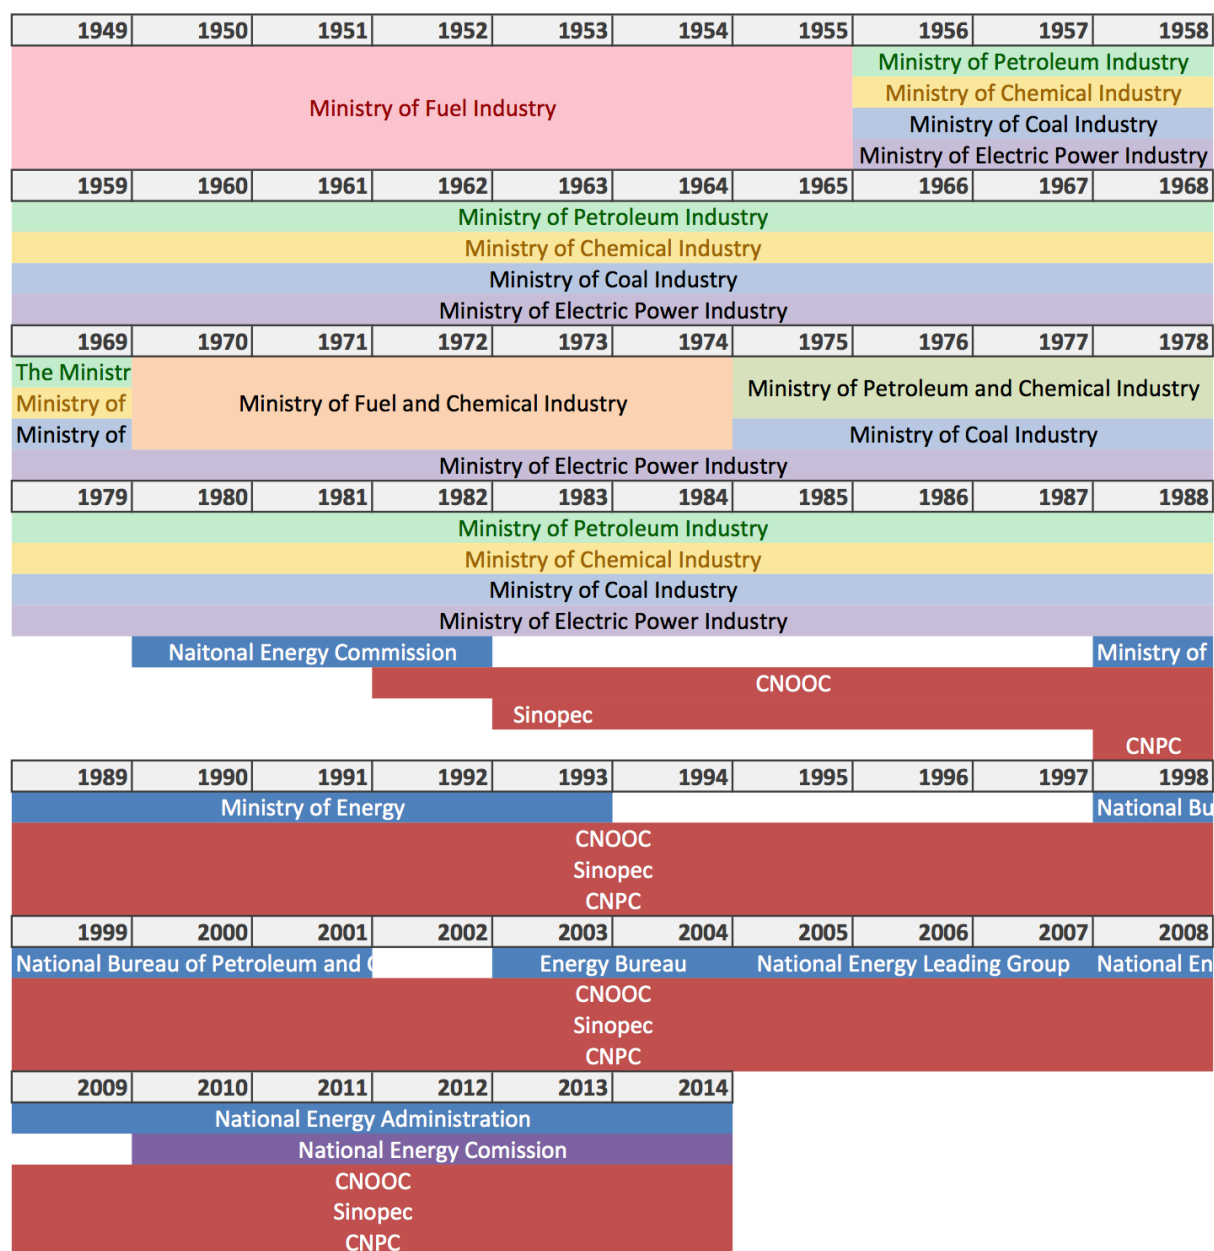 1949 1950 1951 1952 1953 1954 1955 1956 1957 1958
Ministry of Fuel Industry
Ministry of Petroleum Industry
Ministry of Chemical Industry
Ministry of Coal Industry
Ministry of Electric Power Industry
1959 1960 1961 1962 1963 1964 1965 1966 1967 1968
Ministry of Petroleum Industry
Ministry of Chemical Industry
Ministry of Coal Industry
Ministry of Electric Power Industry
1969 1970 1971 1972 1973 1974 1975 1976 1977 1978
The Ministr
Ministry of
Ministry of
Ministry of Fuel and Chemical Industry
Ministry of Petroleum and Chemical Industry
Ministry of Coal Industry
Ministry of Electric Power Industry
1979 1980 1981 1982 1983 1984 1985 1986 1987 1988
Ministry of Petroleum Industry
Ministry of Chemical Industry
Ministry of Coal Industry
Ministry of Electric Power Industry
Naitonal Energy Commission Ministry of
CNOOC
Sinopec
CNPC
1989 1990 1991 1992 1993 1994 1995 1996 1997 1998
Ministry of Energy National Bu
CNOOC
Sinopec
CNPC
1999 2000 2001 2002 2003 2004 2005 2006 2007 2008
National Bureau of Petroleum and Energy Bureau National Energy Leading Group National En
CNOOC
Sinopec
CNPC
2009 2010 2011 2012 2013 2014
National Energy Administration
National Energy Comission
CNOOC
Sinopec
CNPC